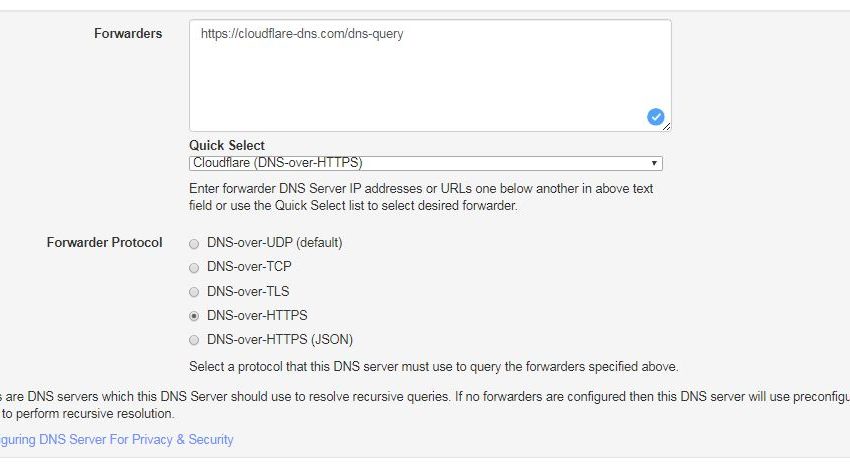 Forwarders
https://cloudflare-dns.com/dns-query
Quick Select
Cloudflare (DNS-over-HTTPS)
Enter forwarder DNS Server IP addresses or URLs one below another in above text
field or use the Quick Select list to select desired forwarder.
Forwarder Protocol
DNS-over-UDP (default)
DNS-over-TCP
DNS-over-TLS
DNS-over-HTTPS
DNS-over-HTTPS (JSON)
Select a protocol that this DNS server must use to query the forwarders specified above.
s are DNS servers which this DNS Server should use to resolve recursive queries. If no forwarders are configured then this DNS server will use preconfigu
to perform recursive resolution.
guring DNS Server For Privacy & Security